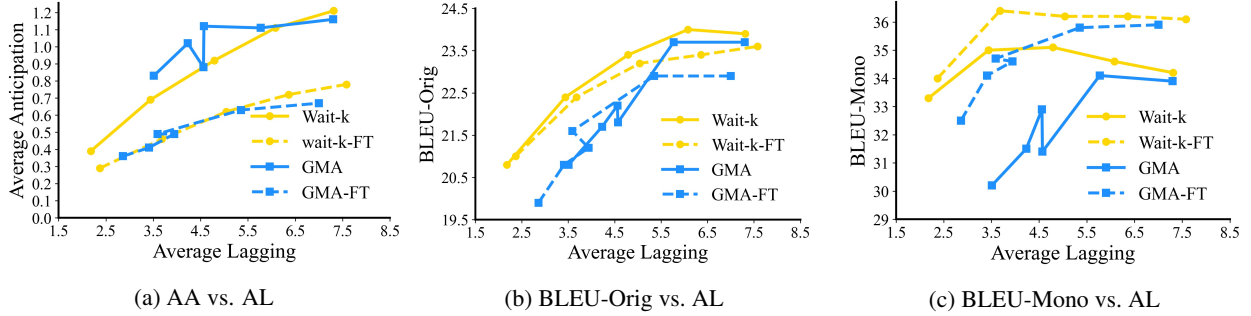 Average Anticipation
1.2
1.1
1.0
0.9
0.8
0.7
0.6
0.5
0.4
0.3
0.2
0.1
0.0
1.5 2.5 3.5 4.5 5.5 6.5 7.5 8.5
Average Lagging
Wait-k
wait-k-FT
GMA
GMA-FT
(a) AA vs. AL
BLEU-Orig
23.5
22.5
21.5
20.5
19.5
1.5 2.5 3.5 4.5 5.5 6.5 7.5 8.5
Average Lagging
Wait-k
Wait-k-FT
GMA
GMA-FT
(b) BLEU-Orig vs. AL
BLEU-Mono
36
35
34
33
32
31
30
29
1.5 2.5 3.5 4.5 5.5 6.5 7.5 8.5
Average Lagging
Wait-k
Wait-k-FT
GMA
GMA-FT
(c) BLEU-Mono vs. AL